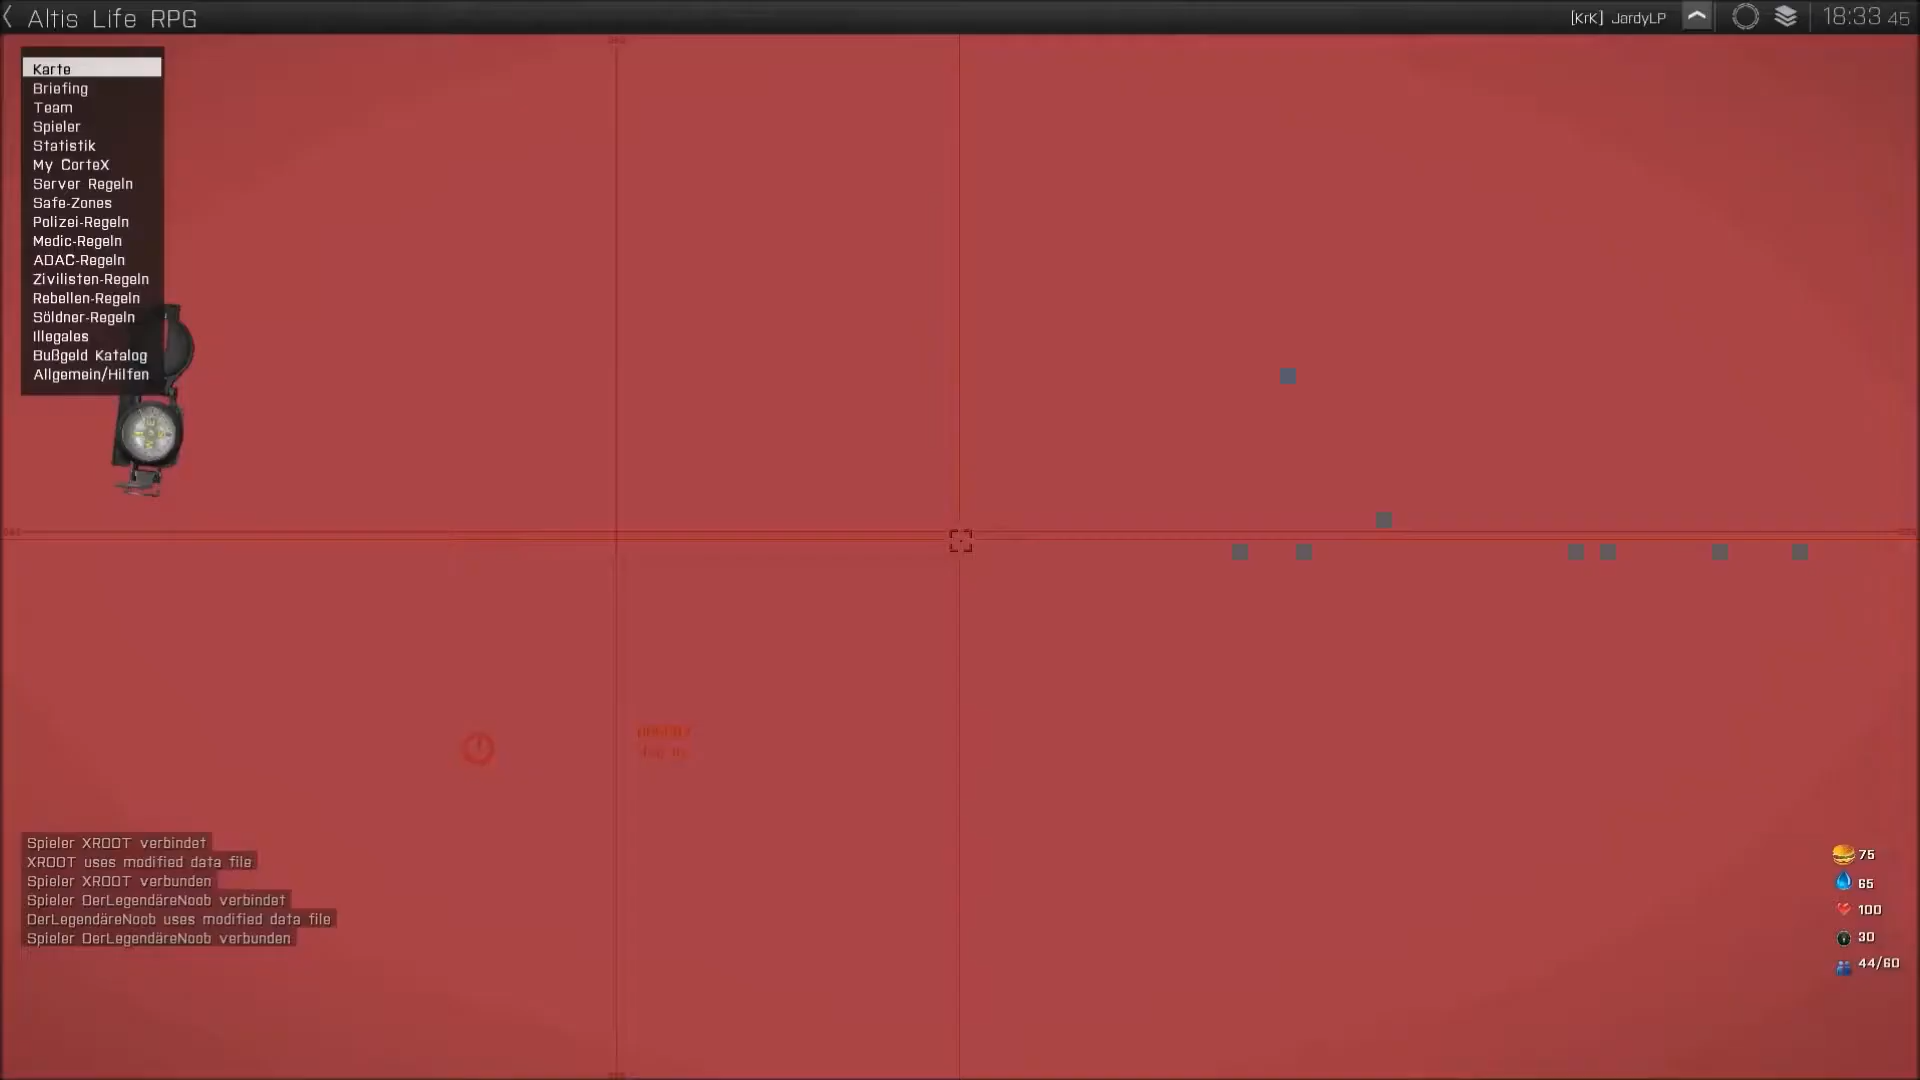 Altis Life RPG
[KrK] JardyLP
18:33 45
Karte
Briefing
Team
Spieler
Statistik
My CorteX
Server Regeln
Safe-Zones
Polizei-Regeln
Medic-Regeln
ADAC-Regeln
Zivilisten-Regeln
Rebellen-Regeln
Söldner-Regeln
Illegales
Bußgeld Katalog
Allgemein/Hilfen
Spieler XROOT verbindet
XROOT uses modified data file
Spieler XROOT verbunden
Spieler DerLegendäreNoob verbindet
DerLegendäreNoob uses modified data file
Spieler DerLegendäreNoob verbunden
75
65
100
30
44/60